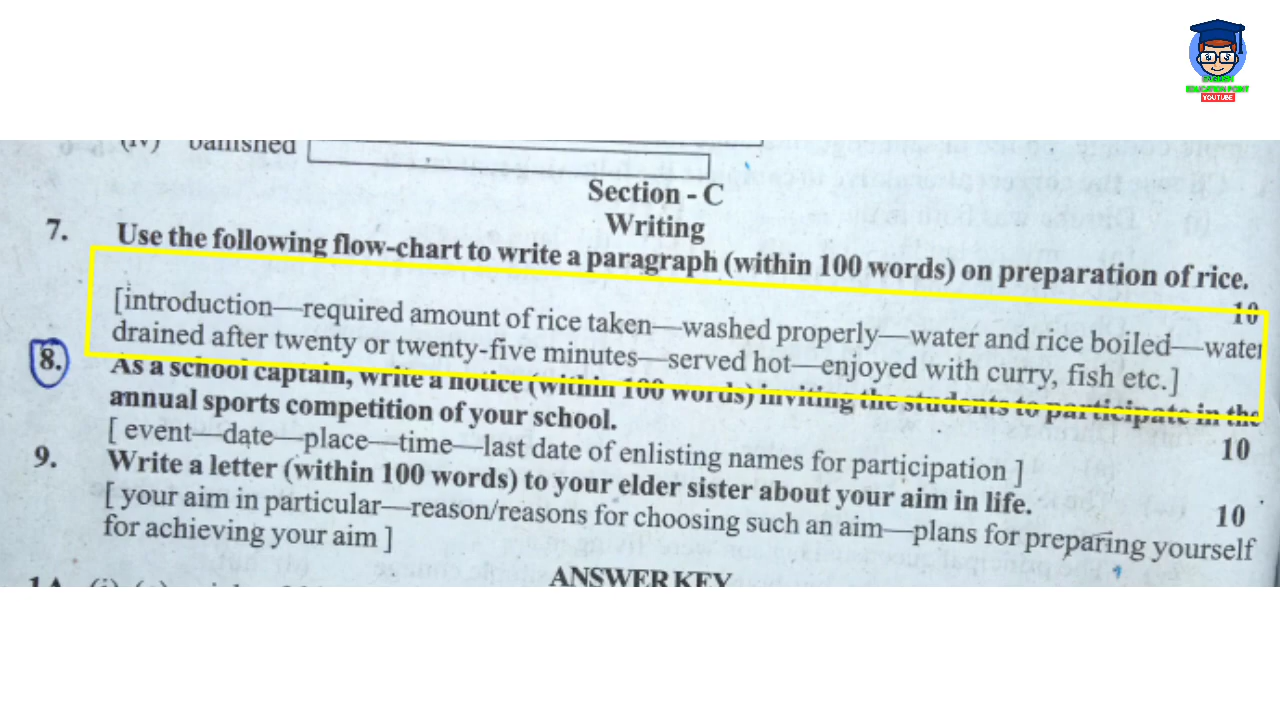 ENGLISH
EDUCATION POINT
YOUTUBE
(iv) banished
Section - C
Writing
7. Use the following flow-chart to write a paragraph (within 100 words) on preparation of rice.
10
[introduction—required amount of rice taken—washed properly—water and rice boiled—water
drained after twenty or twenty-five minutes—served hot—enjoyed with curry, fish etc.]
8. As a school captain, write a notice (within 100 words) inviting the students to participate in the
annual sports competition of your school.
10
[ event—date—place—time—last date of enlisting names for participation ]
9. Write a letter (within 100 words) to your elder sister about your aim in life.
10
[ your aim in particular—reason/reasons for choosing such an aim—plans for preparing yourself
for achieving your aim ]
ANSWER KEY